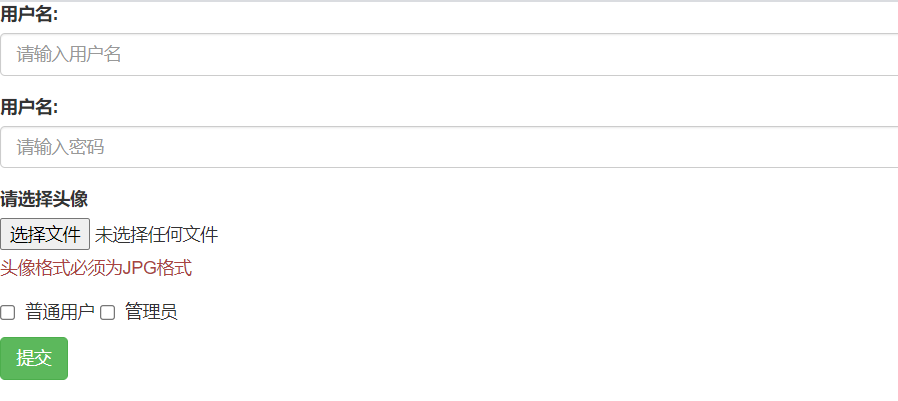 用户名:
请输入用户名
用户名:
请输入密码
请选择头像
选择文件 未选择任何文件
头像格式必须为JPG格式
普通用户 管理员
提交